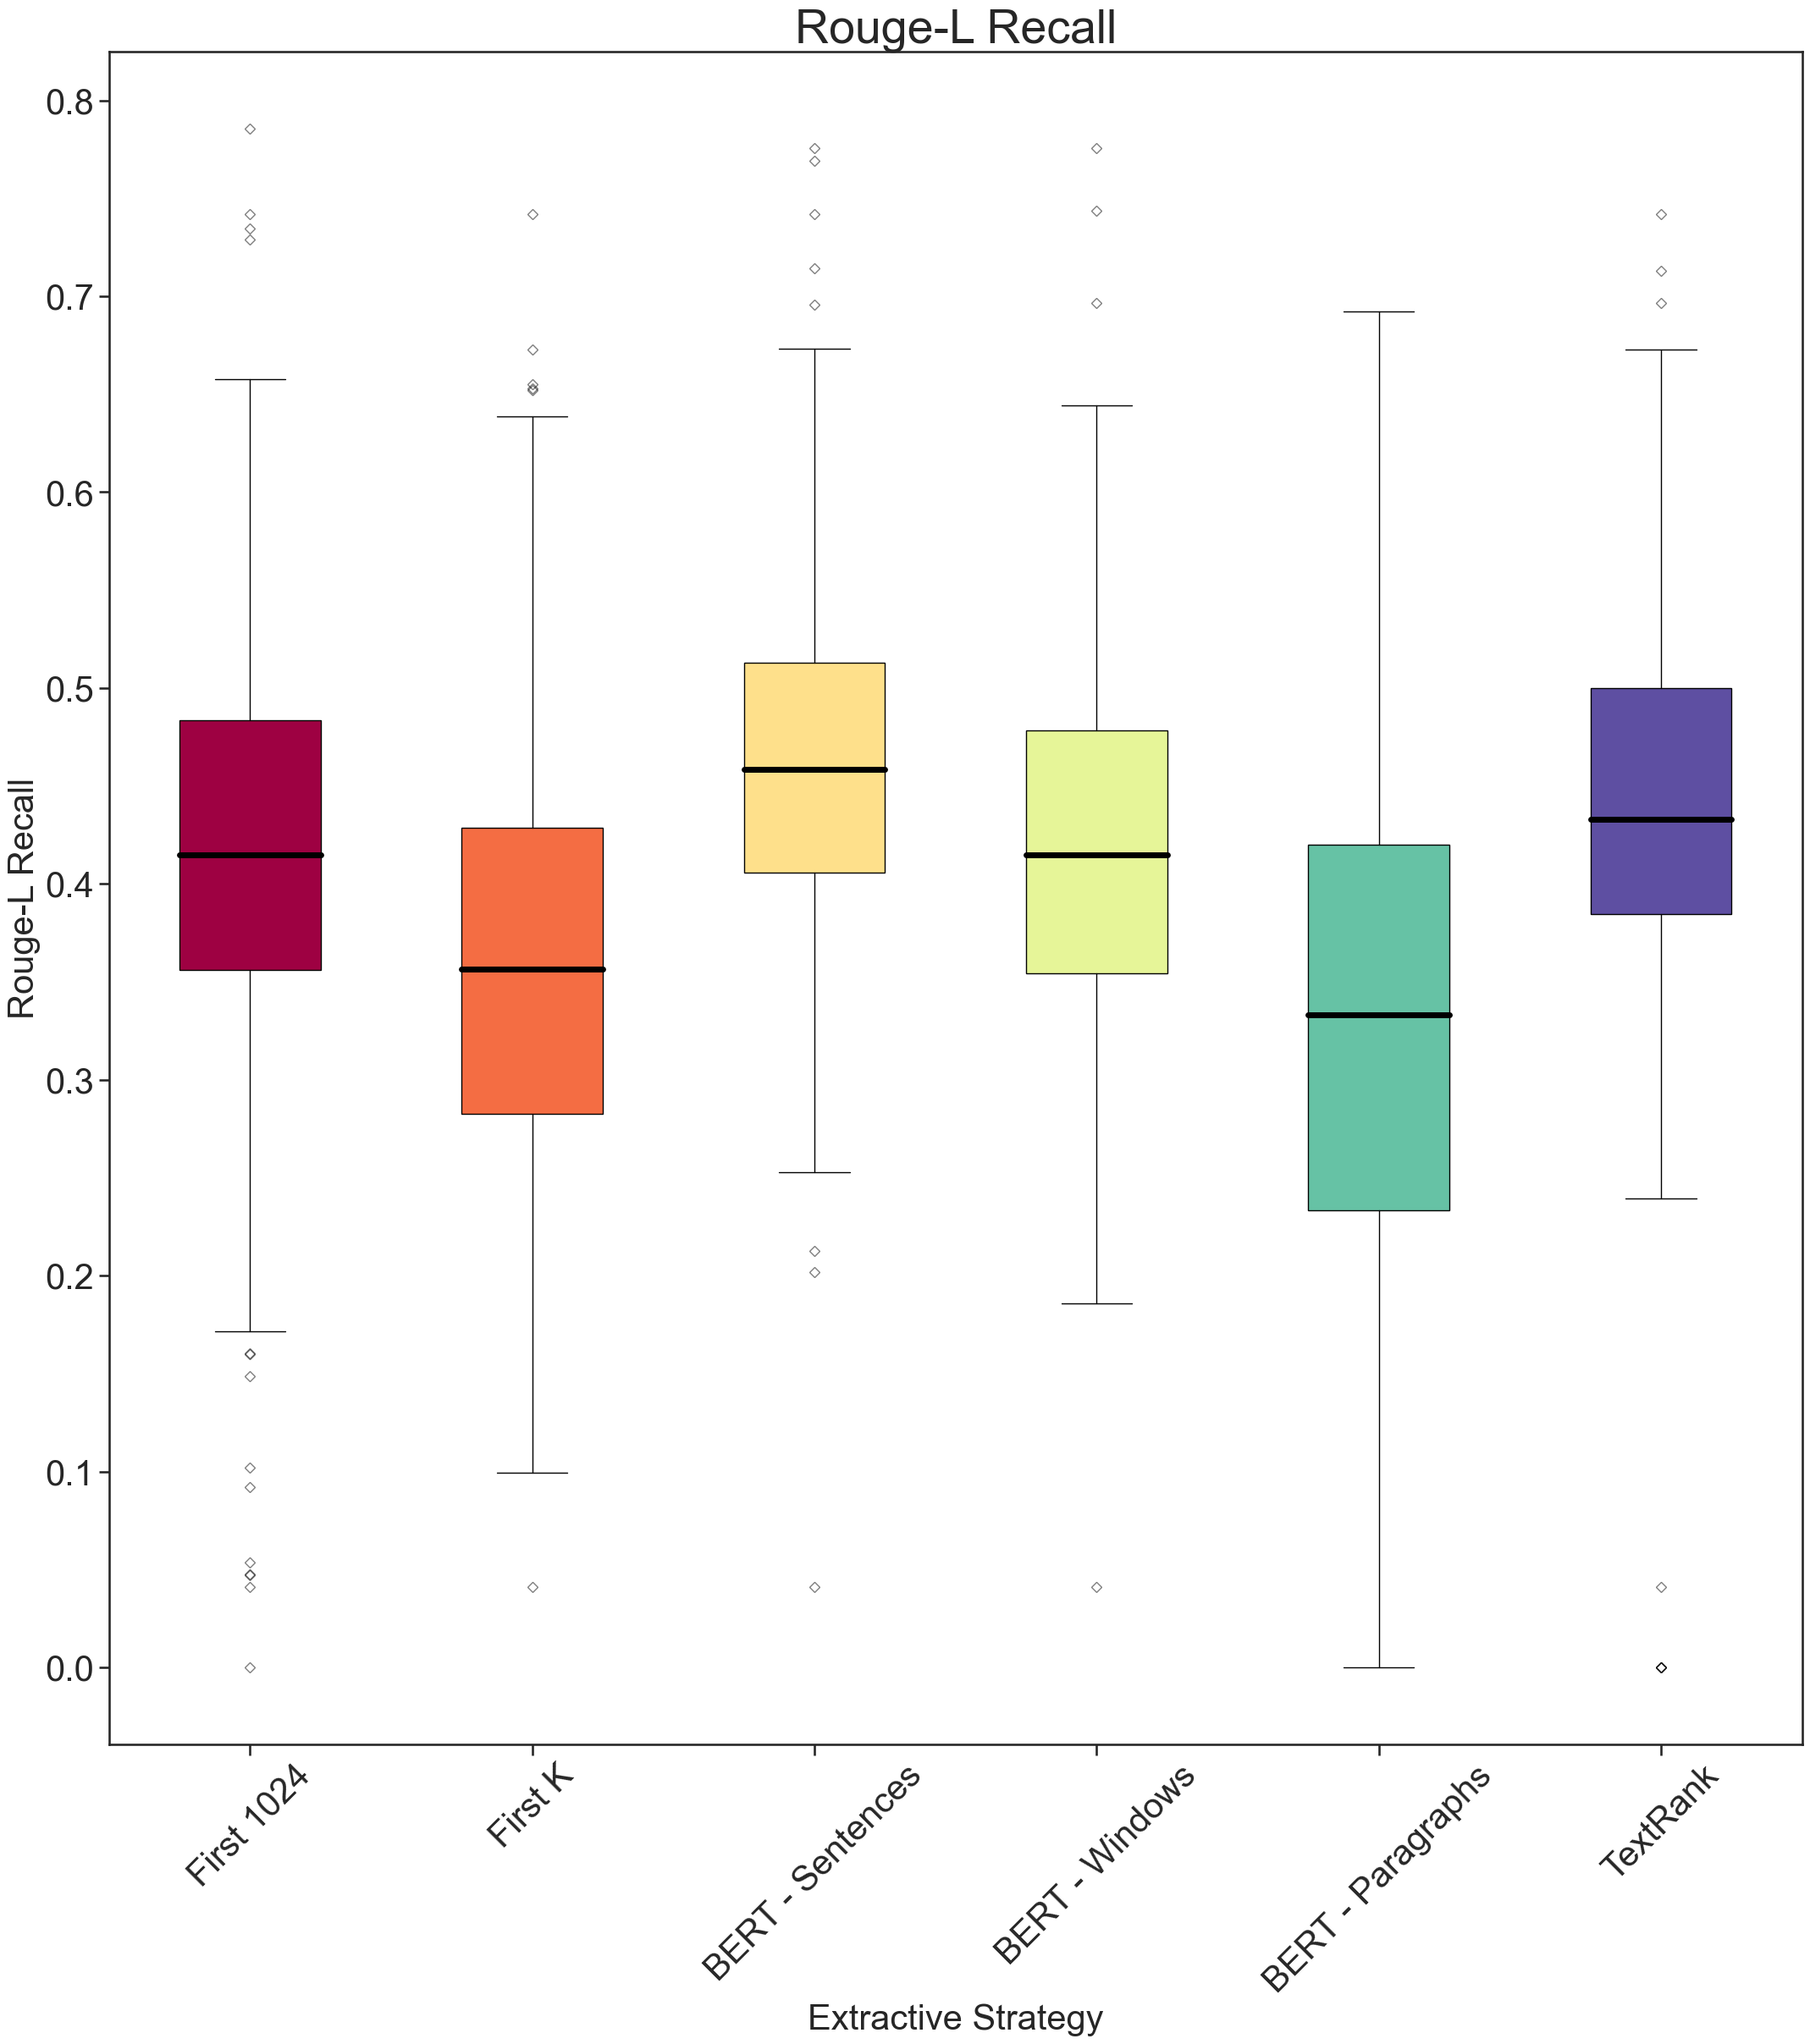 Rouge-L Recall
Rouge-L Recall
0.8
0.7
0.6
0.5
0.4
0.3
0.2
0.1
0.0
First 1024
First K
BERT - Sentences
BERT - Windows
BERT - Paragraphs
TextRank
Extractive Strategy